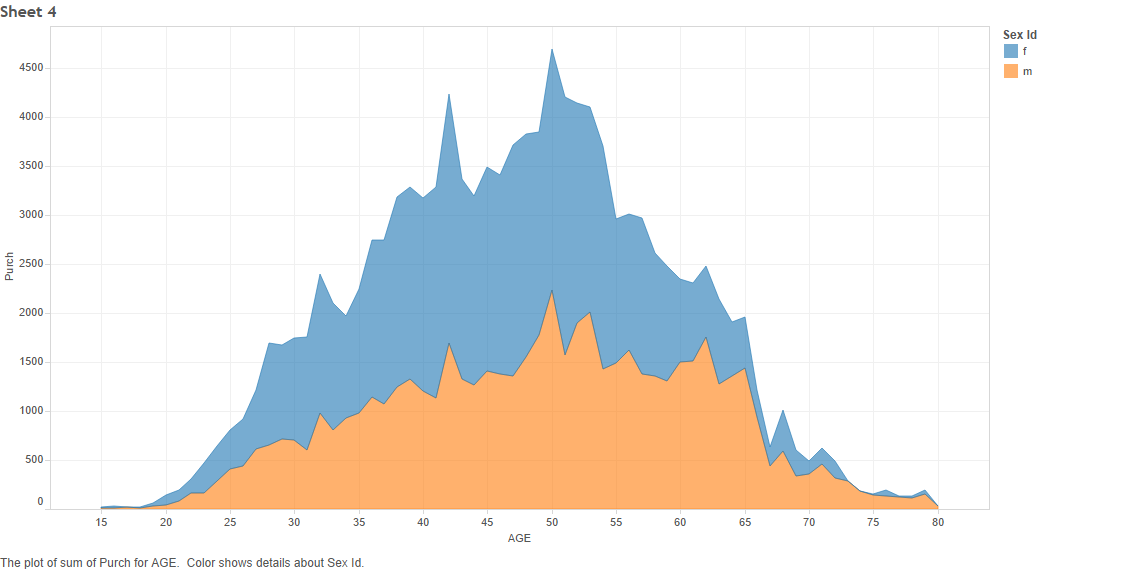 Sheet 4
Sex Id
f
m
4500
4000
3500
3000
2500
2000
1500
1000
500
0
Purch
15 20 25 30 35 40 45 50 55 60 65 70 75 80
AGE
The plot of sum of Purch for AGE.  Color shows details about Sex Id.